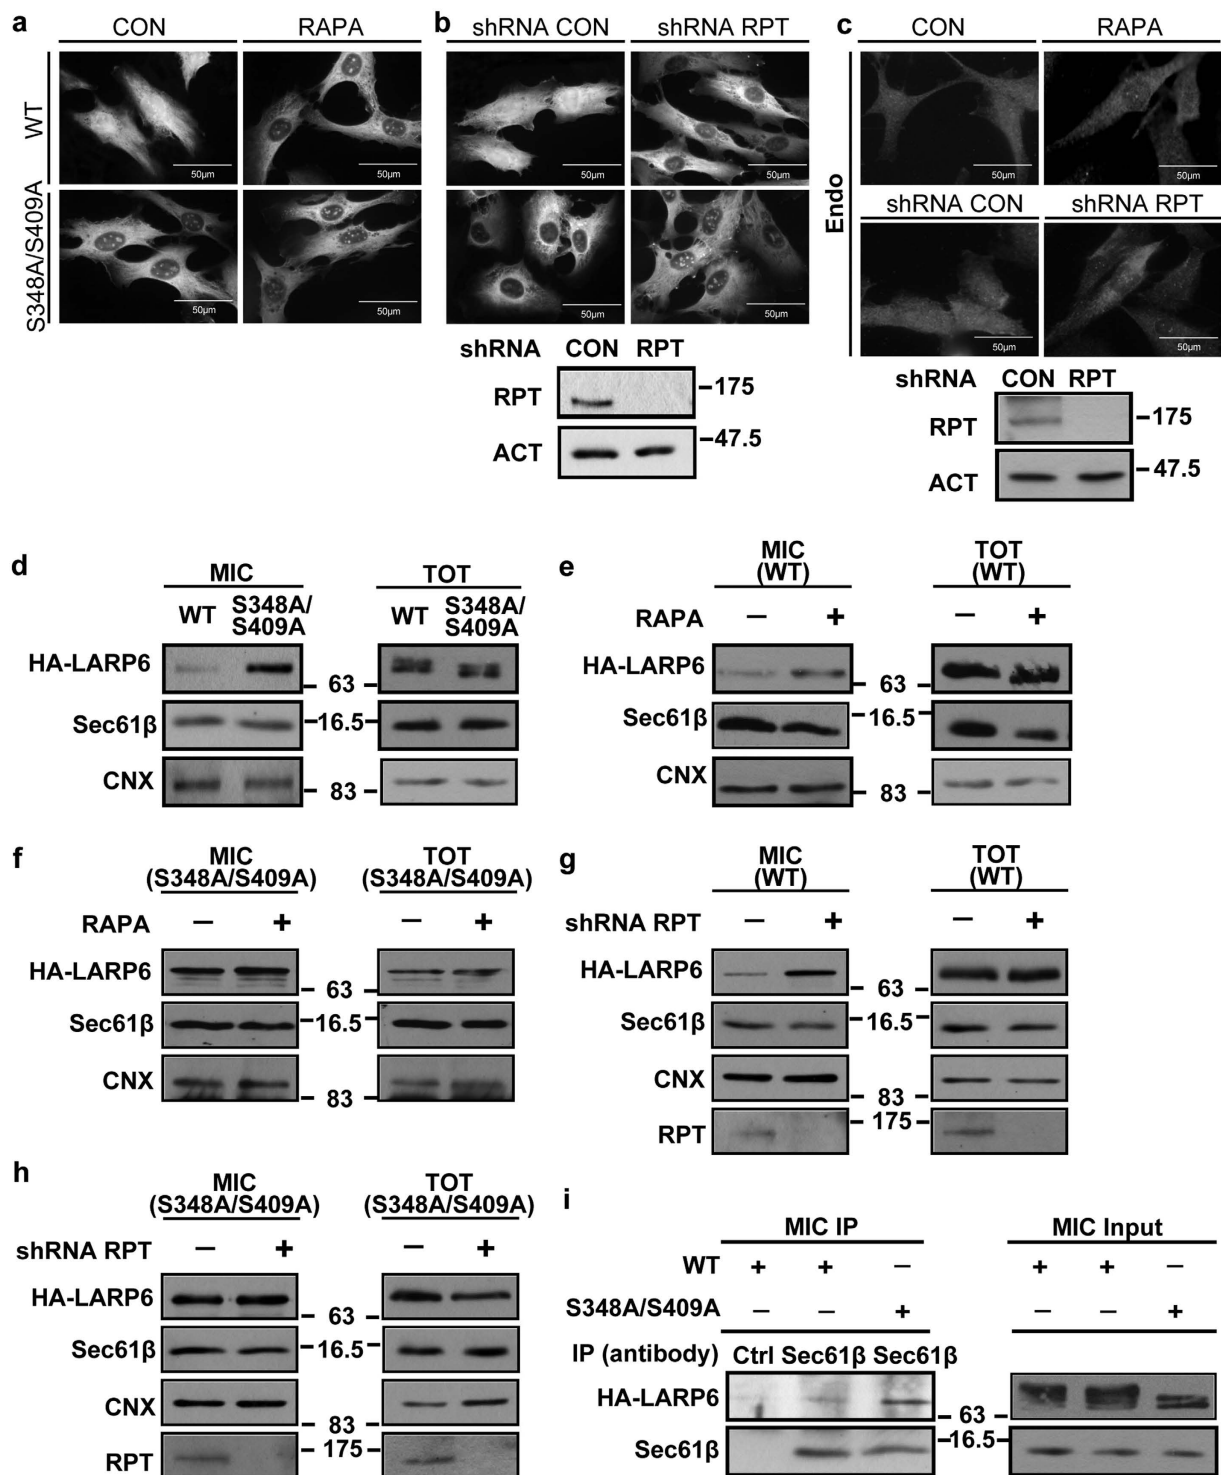 a
CON
RAPA
WT
S348A/S409A
50µm
50µm
50µm
50µm
b
shRNA CON
shRNA RPT
50µm
50µm
50µm
50µm
shRNA CON RPT
RPT
175
ACT
47.5
c
CON
RAPA
Endo
50µm
50µm
shRNA CON
shRNA RPT
50µm
50µm
shRNA CON RPT
RPT
175
ACT
47.5
d
MIC
TOT
WT
S348A/
S409A
WT
S348A/
S409A
HA-LARP6
63
Sec61β
16.5
CNX
83
e
MIC
(WT)
TOT
(WT)
RAPA − + − +
HA-LARP6
63
Sec61β
16.5
CNX
83
f
MIC
(S348A/S409A)
TOT
(S348A/S409A)
RAPA − + − +
HA-LARP6
63
Sec61β
16.5
CNX
83
g
MIC
(WT)
TOT
(WT)
shRNA RPT − + − +
HA-LARP6
63
Sec61β
16.5
CNX
83
RPT
175
h
MIC
(S348A/S409A)
TOT
(S348A/S409A)
shRNA RPT − + − +
HA-LARP6
63
Sec61β
16.5
CNX
83
RPT
175
i
MIC IP
MIC Input
WT + + − + + −
S348A/S409A − − + − − +
IP (antibody) Ctrl Sec61β Sec61β
HA-LARP6
63
Sec61β
16.5